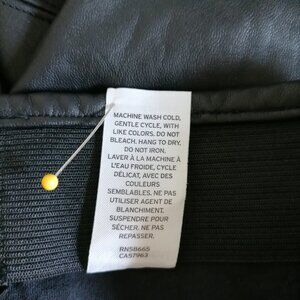 MACHINE WASH COLD,
GENTLE CYCLE, WITH
LIKE COLORS. DO NOT
BLEACH. HANG TO DRY.
DO NOT IRON.
LAVER À LA MACHINE À
L'EAU FROIDE, CYCLE
DÉLICAT, AVEC DES
COULEURS
SEMBLABLES. NE PAS
UTILISER AGENT DE
BLANCHIMENT.
SUSPENDRE POUR
SÉCHER. NE PAS
REPASSER.
RN58665
CA57963